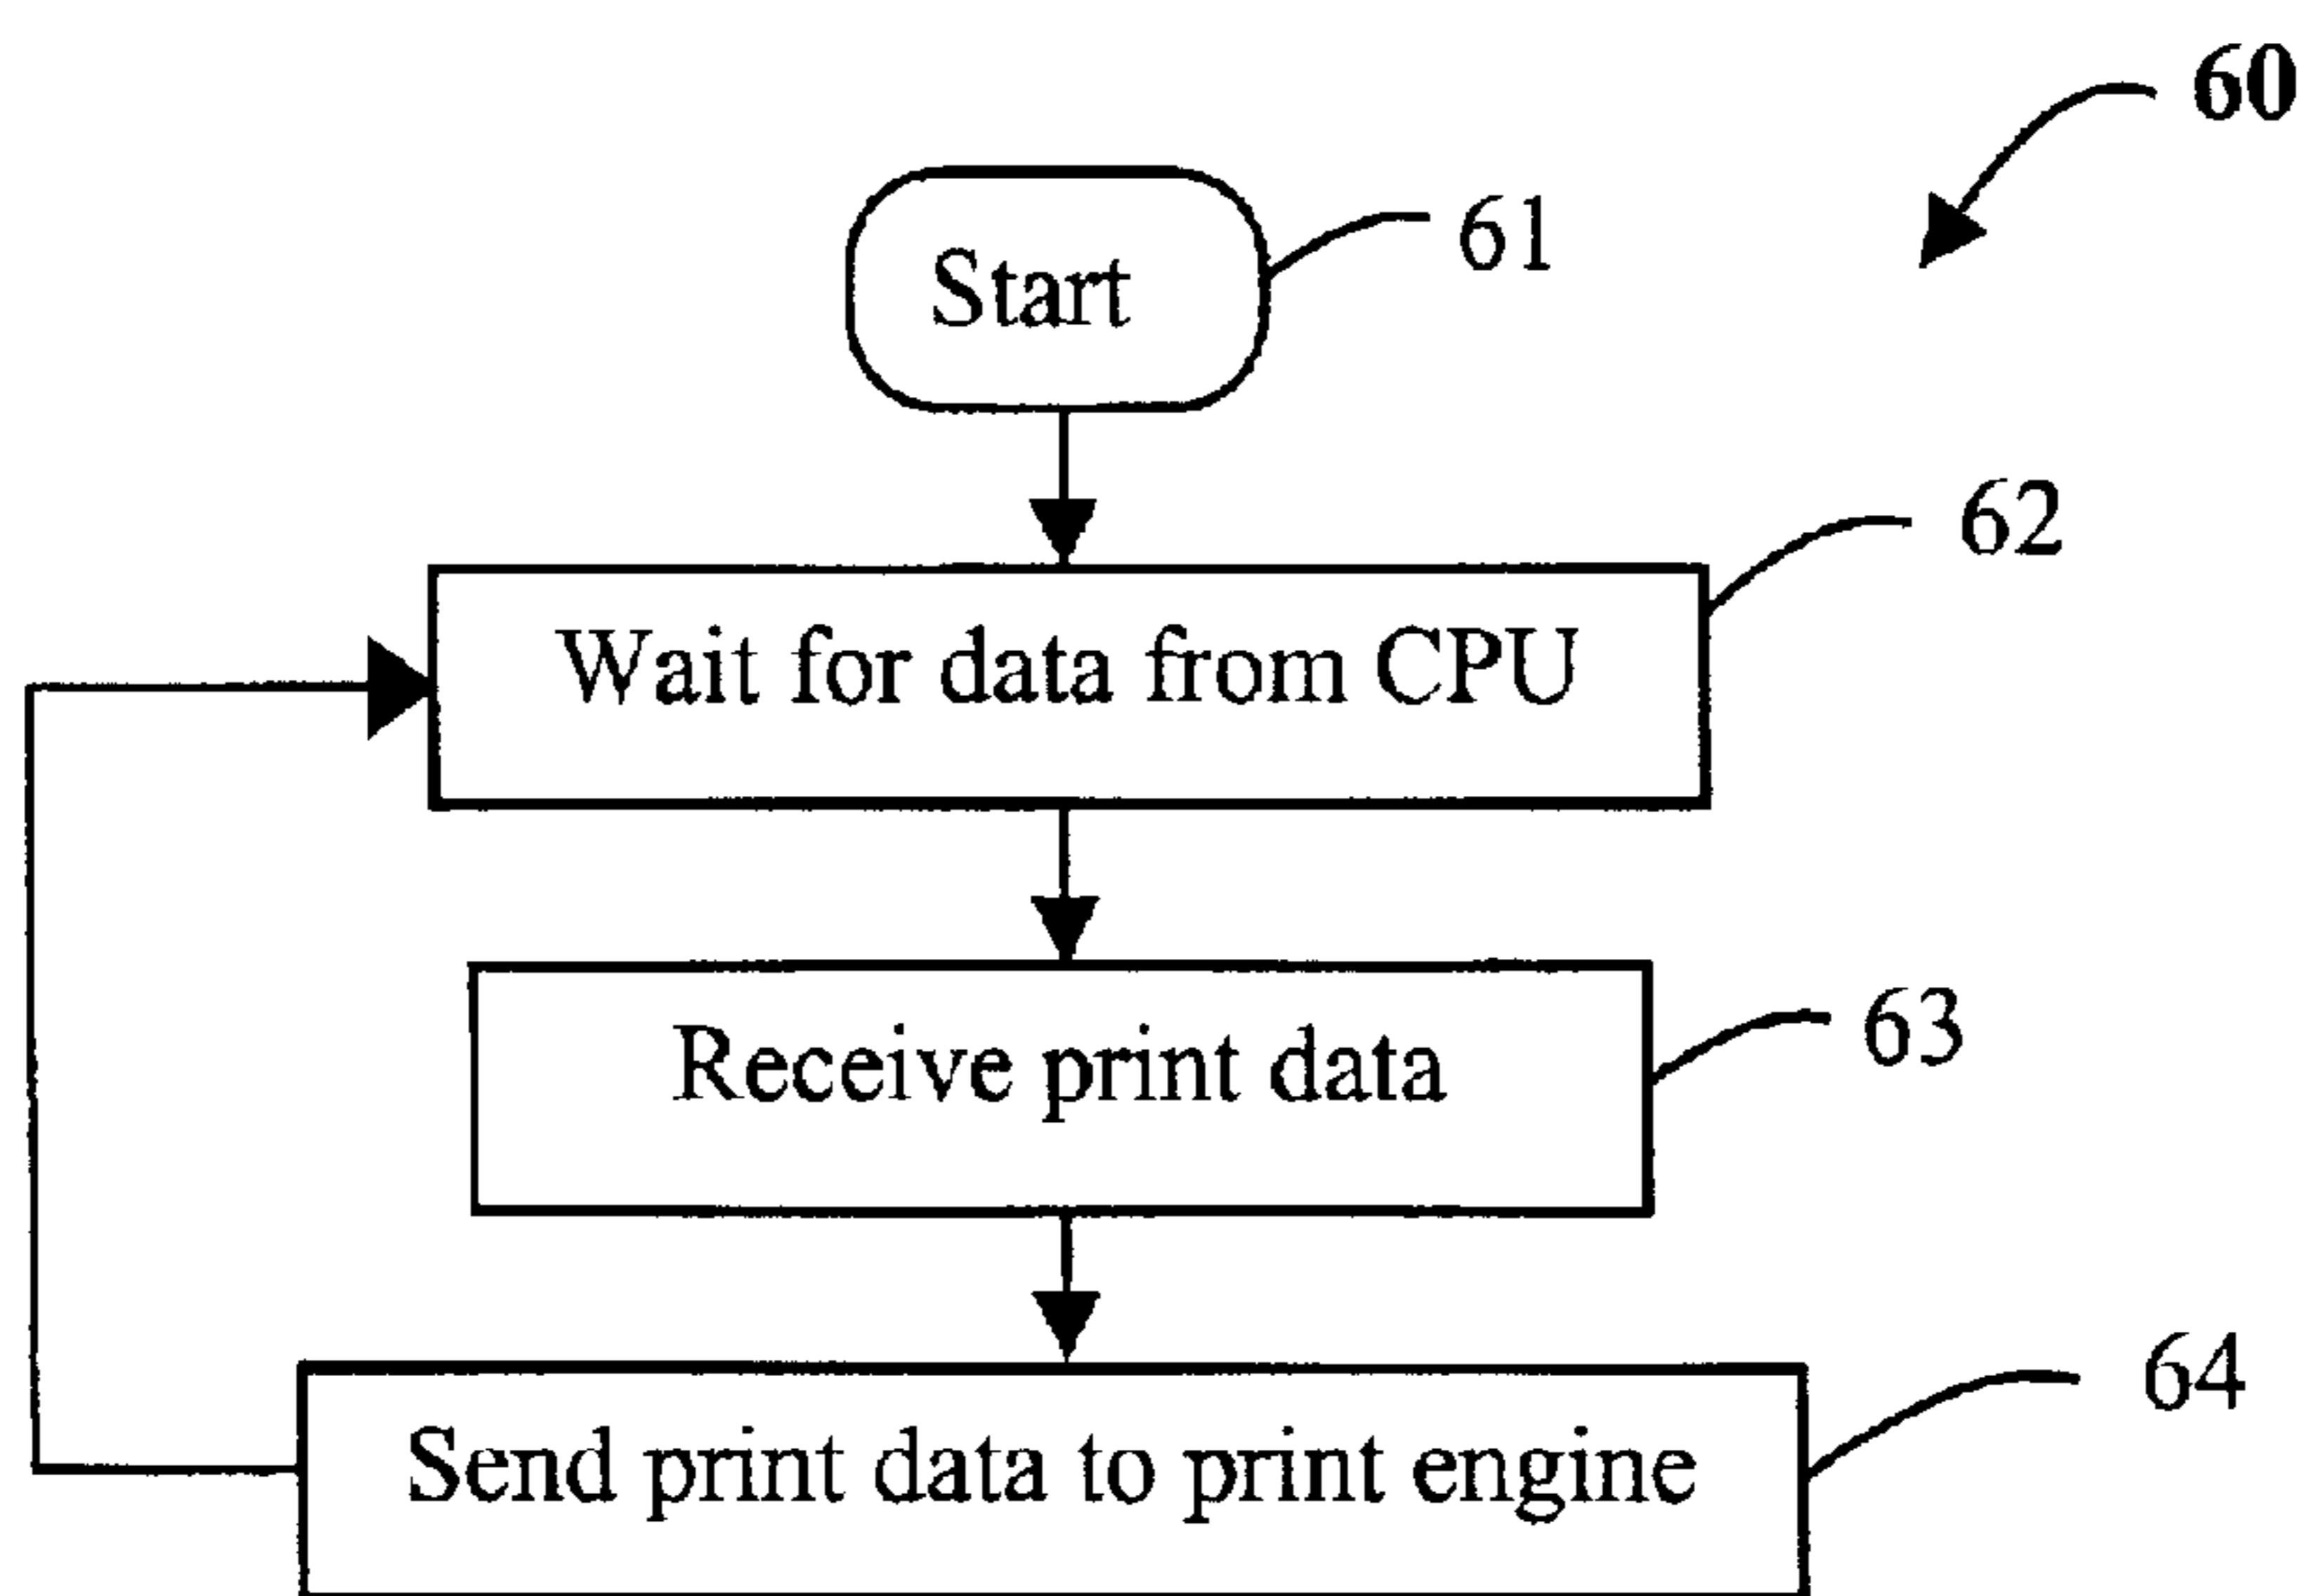 60
Start
61
62
Wait for data from CPU
63
Receive print data
64
Send print data to print engine